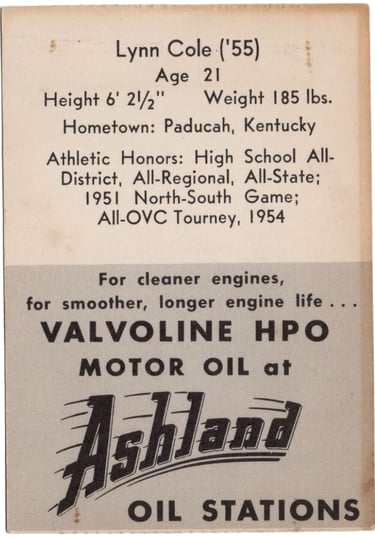 Lynn Cole ('55)
Age 21
Height 6' 2½" Weight 185 lbs.
Hometown: Paducah, Kentucky
Athletic Honors: High School All-
District, All-Regional, All-State;
1951 North-South Game;
All-OVC Tourney, 1954
For cleaner engines,
for smoother, longer engine life . . .
VALVOLINE HPO
MOTOR OIL at
Ashland
OIL STATIONS